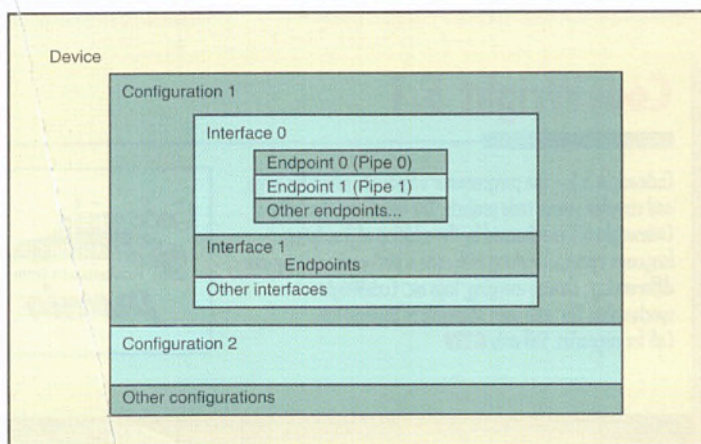 Device
Configuration 1
Interface 0
Endpoint 0 (Pipe 0)
Endpoint 1 (Pipe 1)
Other endpoints...
Interface 1
Endpoints
Other interfaces
Configuration 2
Other configurations